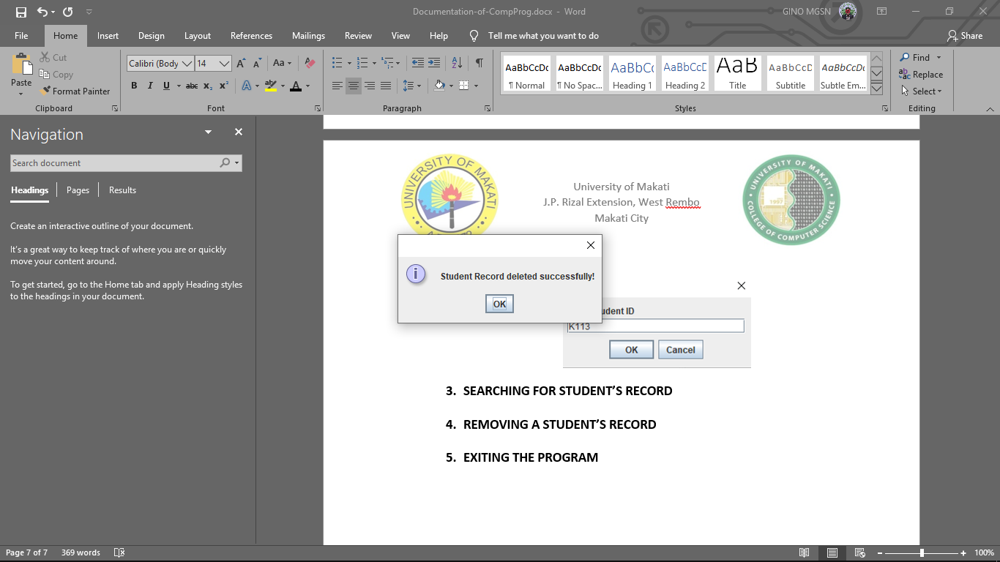 Documentation-of-CompProg.docx - Word
GINO MGSN
File Home Insert Design Layout References Mailings Review View Help Tell me what you want to do Share
Paste
Cut
Copy
Format Painter
Clipboard
Calibri (Body 14
Font
Paragraph
AaBbCcDc AaBbCcDc AaBbCc AaBbCcD AaB AaBbCcD AaBbCcDc
¶ Normal ¶ No Spac... Heading 1 Heading 2 Title Subtitle Subtle Em...
Styles
Find
Replace
Select
Editing
Navigation
Search document
Headings Pages Results
Create an interactive outline of your document.
It's a great way to keep track of where you are or quickly
move your content around.
To get started, go to the Home tab and apply Heading styles
to the headings in your document.
UNIVERSITY OF MAKATI
University of Makati
J.P. Rizal Extension, West Rembo
Makati City
UNIVERSITY OF MAKATI
1997
COLLEGE OF COMPUTER SCIENCE
Student Record deleted successfully!
OK
udent ID
K113
OK Cancel
3. SEARCHING FOR STUDENT'S RECORD
4. REMOVING A STUDENT'S RECORD
5. EXITING THE PROGRAM
Page 7 of 7 369 words 100%